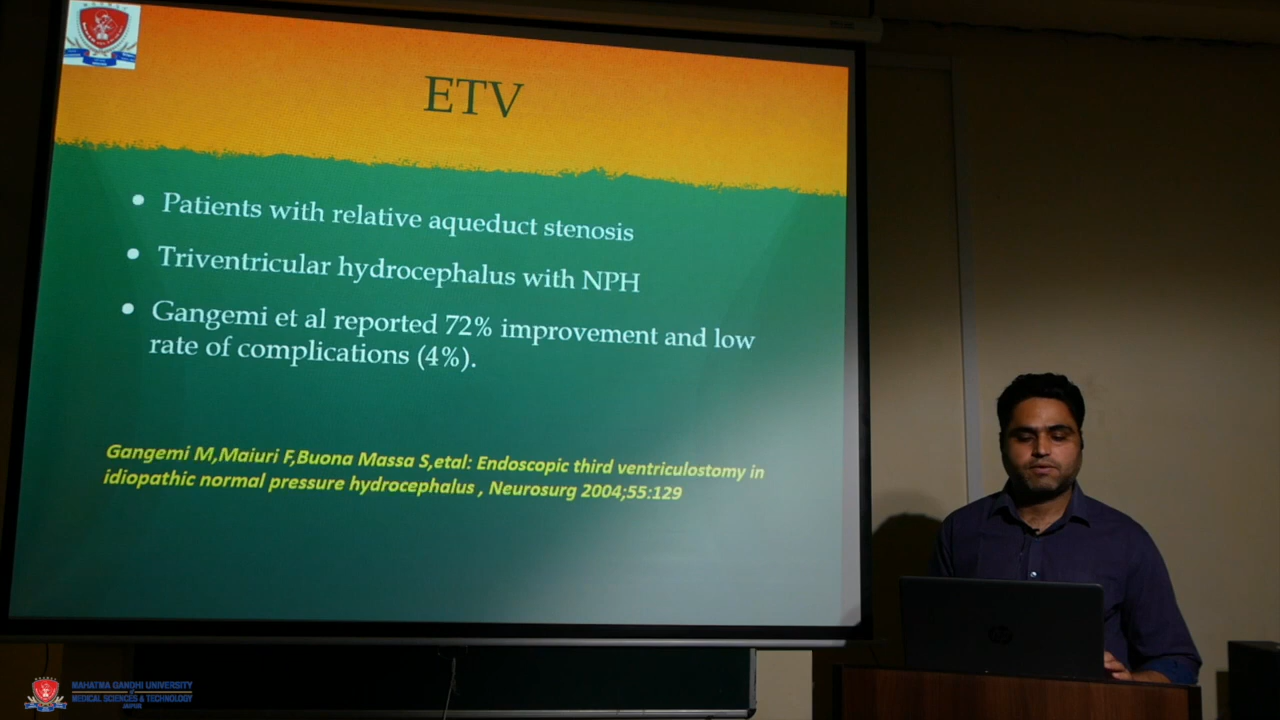 ETV
• Patients with relative aqueduct stenosis
• Triventricular hydrocephalus with NPH
• Gangemi et al reported 72% improvement and low
rate of complications (4%).
Gangemi M,Maiuri F,Buona Massa S,etal: Endoscopic third ventriculostomy in
idiopathic normal pressure hydrocephalus , Neurosurg 2004;55:129
MAHATMA GANDHI UNIVERSITY
of
MEDICAL SCIENCES & TECHNOLOGY
JAIPUR